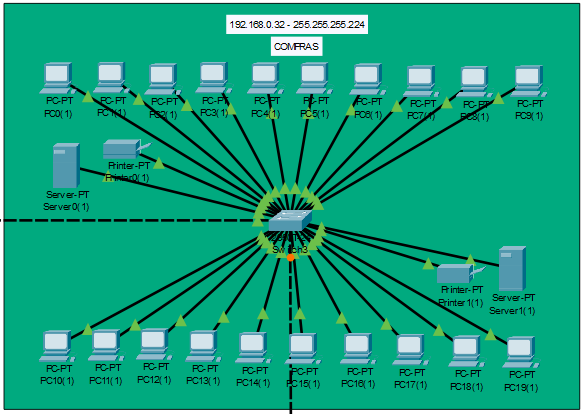 192.168.0.32 - 255.255.255.224
COMPRAS
PC-PT
PC0(1)
PC-PT
PC1(1)
PC-PT
PC2(1)
PC-PT
PC3(1)
PC-PT
PC4(1)
PC-PT
PC5(1)
PC-PT
PC6(1)
PC-PT
PC7(1)
PC-PT
PC8(1)
PC-PT
PC9(1)
Printer-PT
Printer0(1)
Server-PT
Server0(1)
Switch3
Printer-PT
Printer1(1)
Server-PT
Server1(1)
PC-PT
PC10(1)
PC-PT
PC11(1)
PC-PT
PC12(1)
PC-PT
PC13(1)
PC-PT
PC14(1)
PC-PT
PC15(1)
PC-PT
PC16(1)
PC-PT
PC17(1)
PC-PT
PC18(1)
PC-PT
PC19(1)